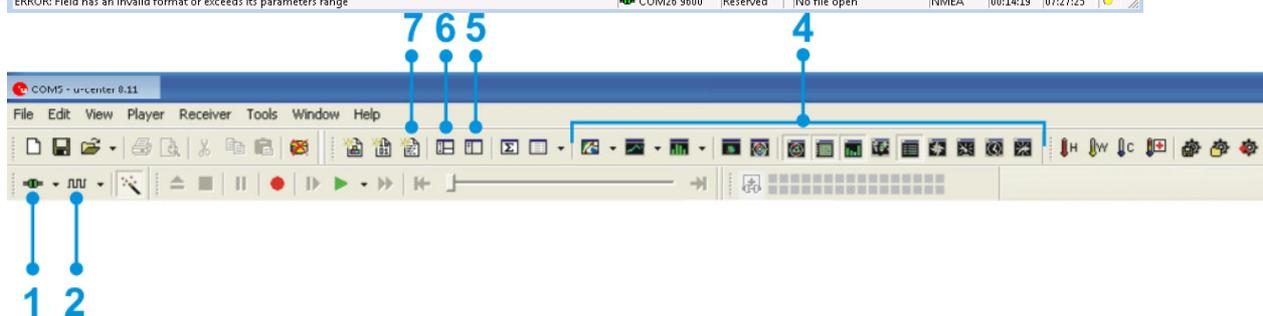 ERROR: Field has an invalid format or exceeds its parameters range COM26 9600 Reserved No file open NMEA 00:14:19 07:27:25
7 6 5 4
COM5 - u-center 8.11
File Edit View Player Receiver Tools Window Help
H W C
1 2